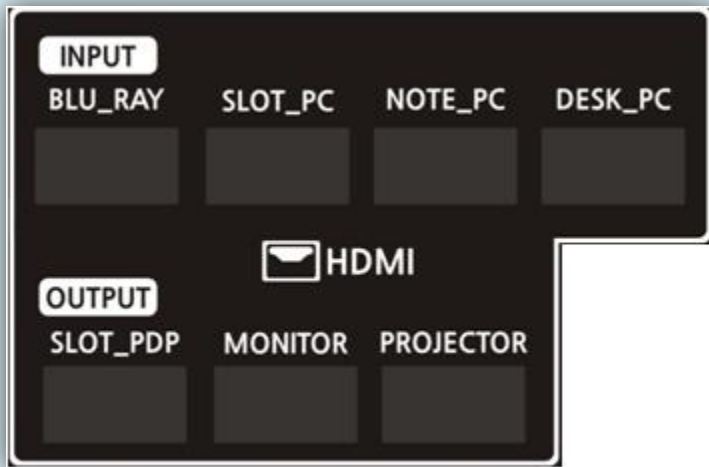 INPUT
BLU_RAY SLOT_PC NOTE_PC DESK_PC
HDMI
OUTPUT
SLOT_PDP MONITOR PROJECTOR